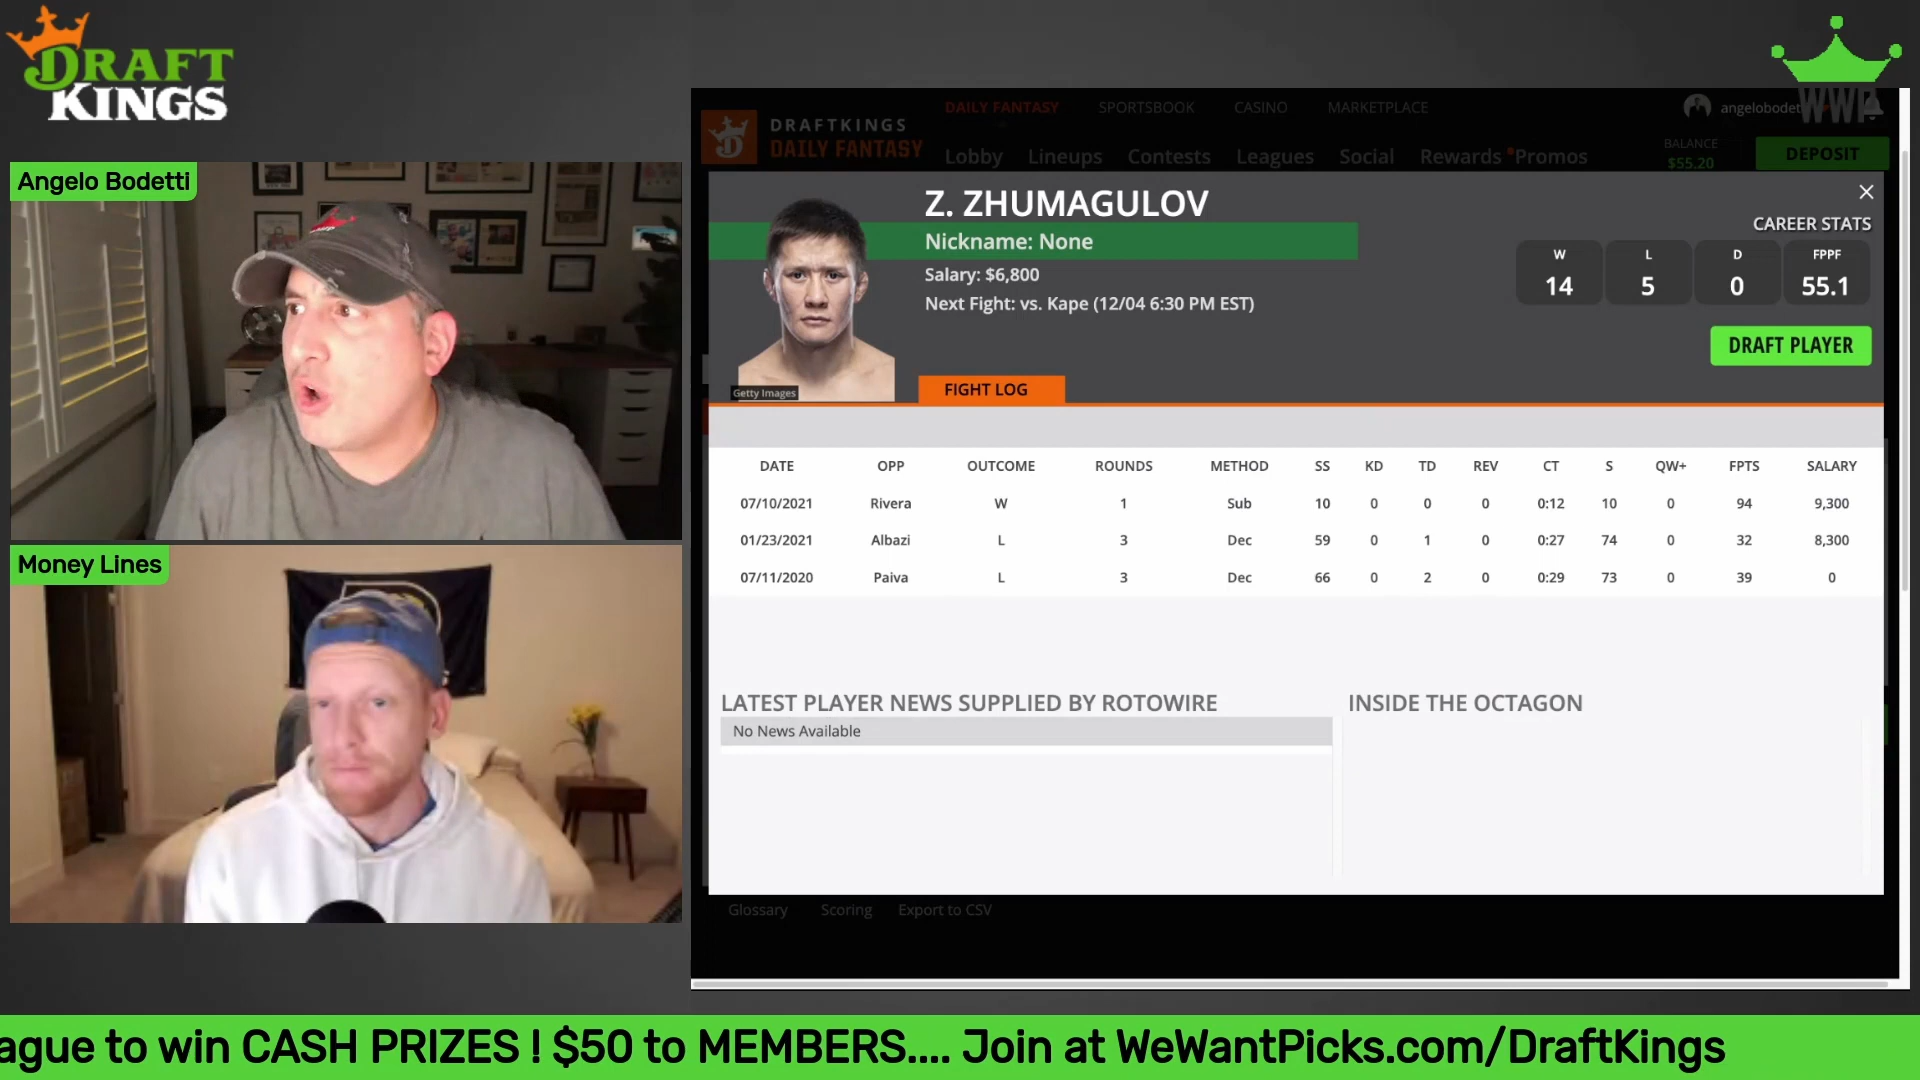 DRAFT
KINGS
WWP
Angelo Bodetti
Money Lines
DRAFTKINGS
DAILY FANTASY
DAILY FANTASY SPORTSBOOK CASINO MARKETPLACE
angelobodet
Lobby Lineups Contests Leagues Social Rewards Promos
BALANCE
$55.20
DEPOSIT
Z. ZHUMAGULOV
Nickname: None
Salary: $6,800
Next Fight: vs. Kape (12/04 6:30 PM EST)
CAREER STATS
W L D FPPF
14 5 0 55.1
DRAFT PLAYER
Getty Images
FIGHT LOG
DATE OPP OUTCOME ROUNDS METHOD SS KD TD REV CT S QW+ FPTS SALARY
07/10/2021 Rivera W 1 Sub 10 0 0 0 0:12 10 0 94 9,300
01/23/2021 Albazi L 3 Dec 59 0 1 0 0:27 74 0 32 8,300
07/11/2020 Paiva L 3 Dec 66 0 2 0 0:29 73 0 39 0
LATEST PLAYER NEWS SUPPLIED BY ROTOWIRE
No News Available
INSIDE THE OCTAGON
Glossary Scoring Export to CSV
ague to win CASH PRIZES ! $50 to MEMBERS.... Join at WeWantPicks.com/DraftKings